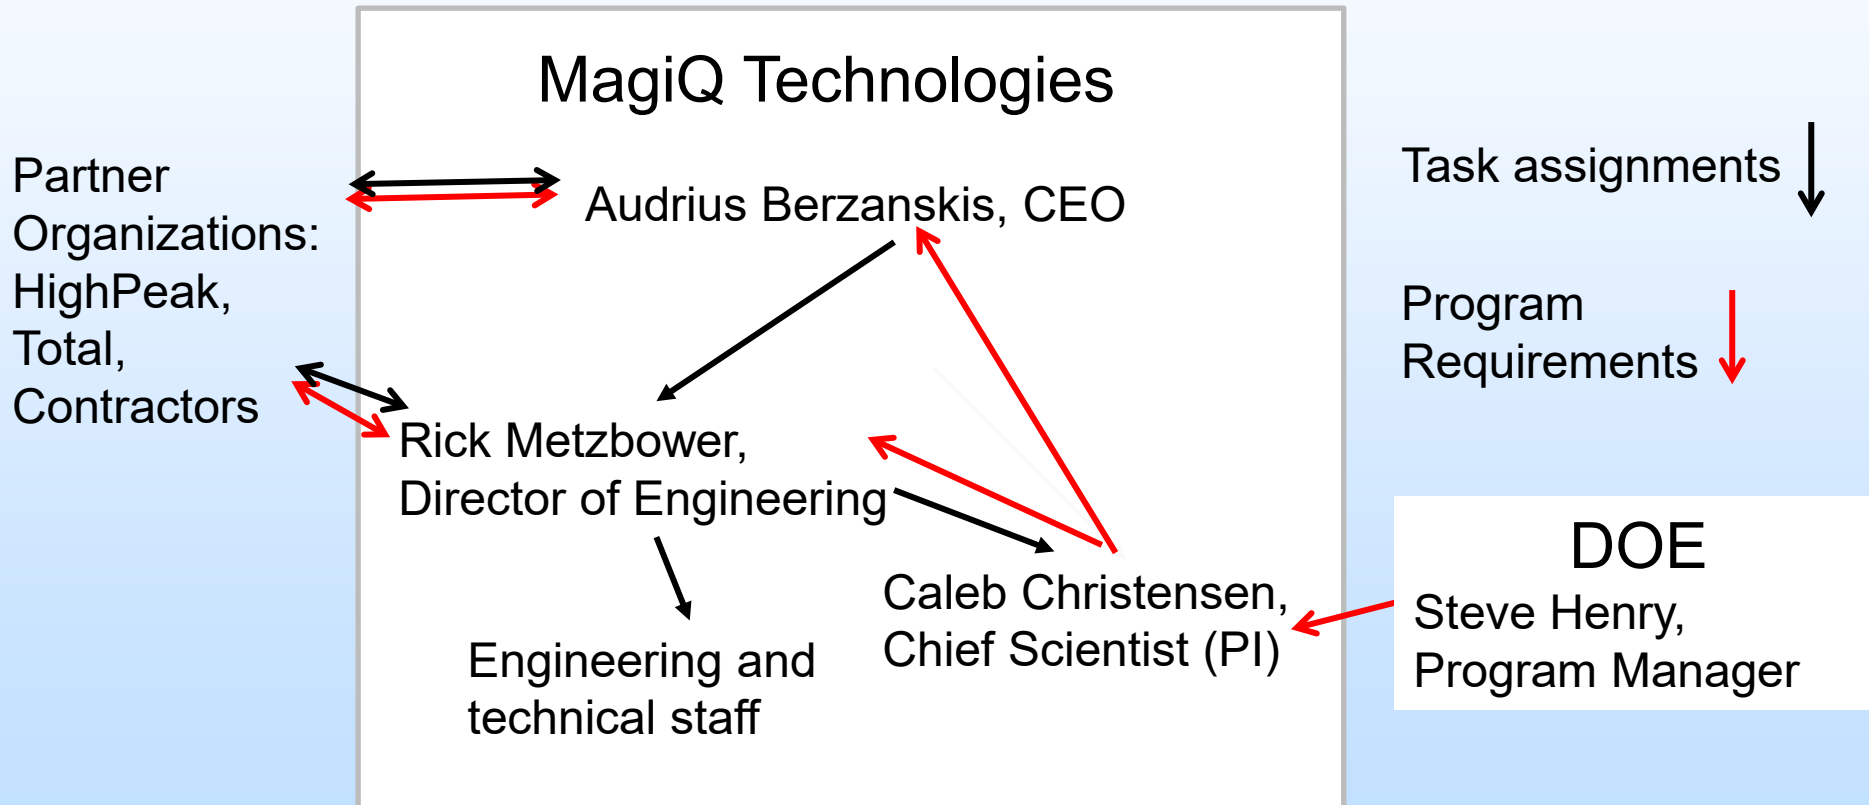 MagiQ Technologies
Partner
Organizations:
HighPeak,
Total,
Contractors
Audrius Berzanskis, CEO
Rick Metzbower,
Director of Engineering
Engineering and
technical staff
Caleb Christensen,
Chief Scientist (PI)
Task assignments
Program
Requirements
DOE
Steve Henry,
Program Manager